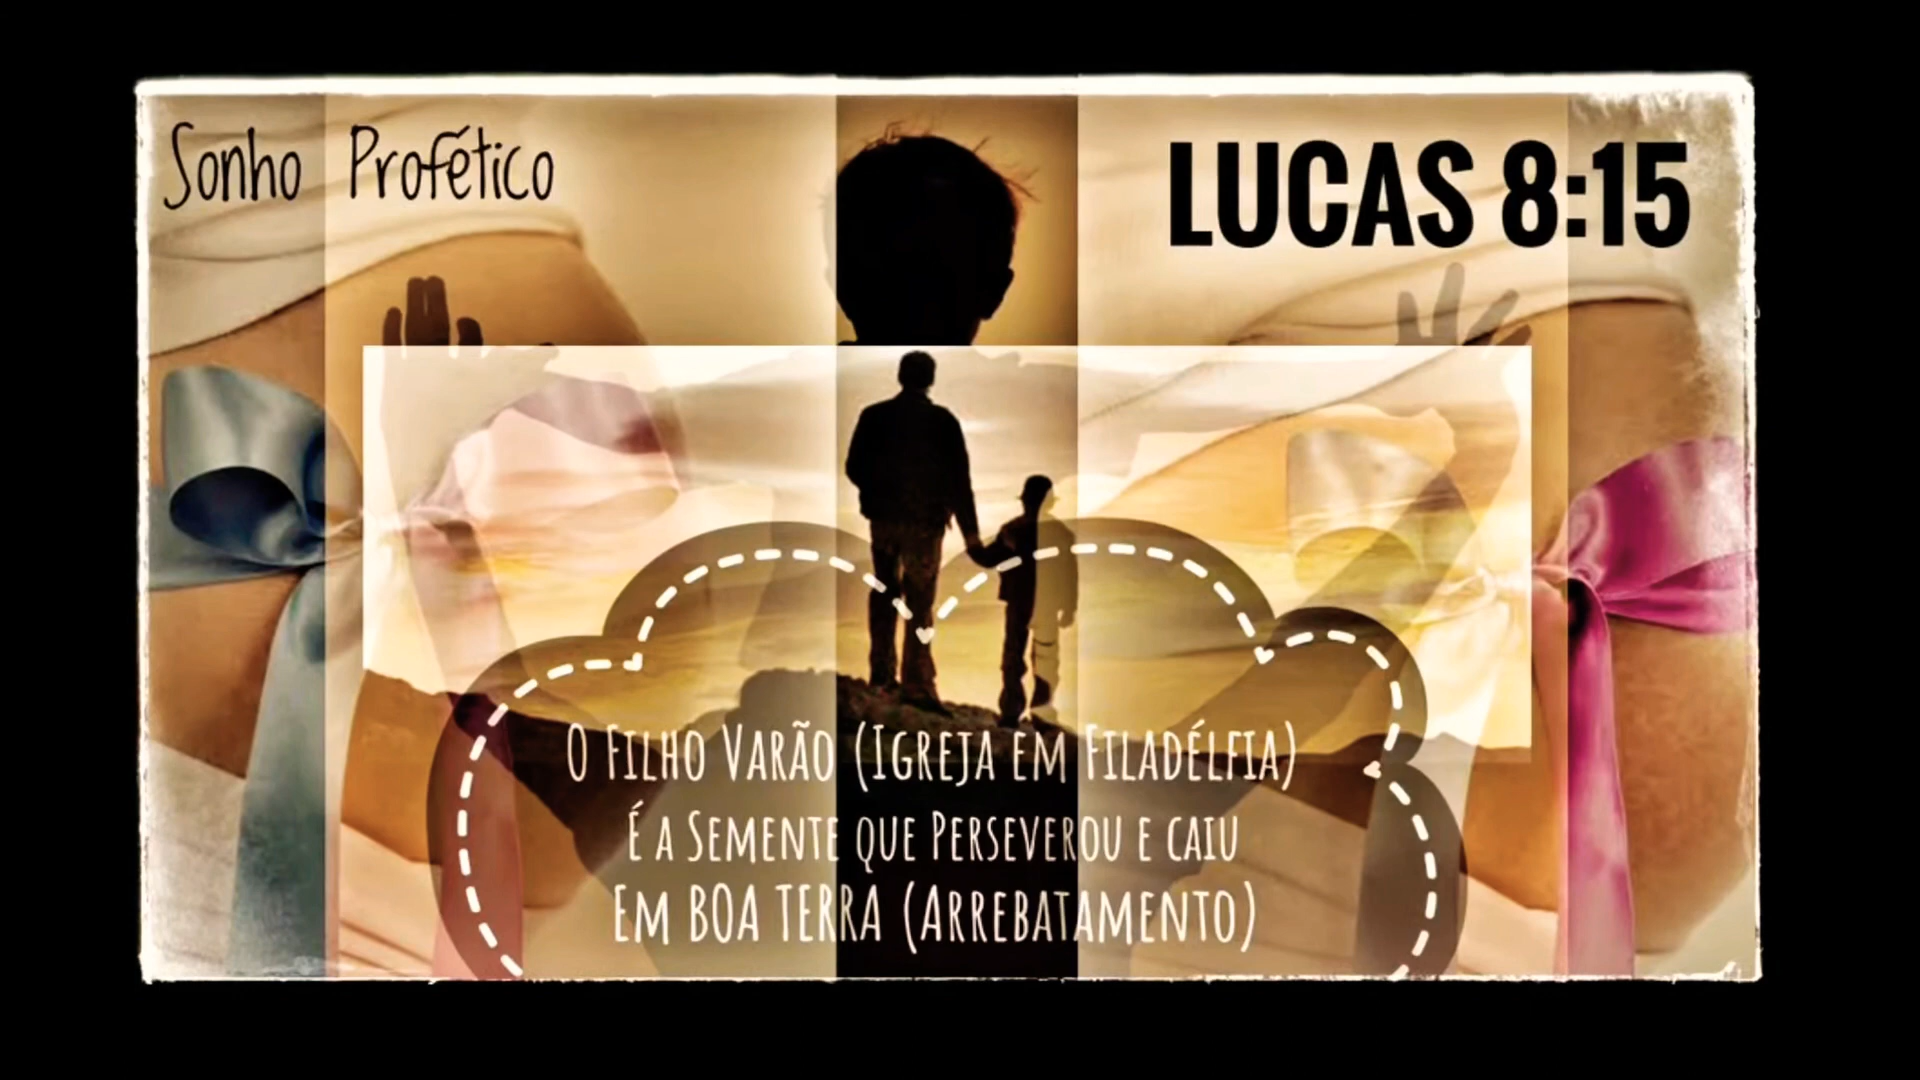 Sonho Profético
LUCAS 8:15
O Filho Varão (Igreja em Filadélfia)
É a Semente que Perseverou e caiu
Em BOA TERRA (Arrebatamento)